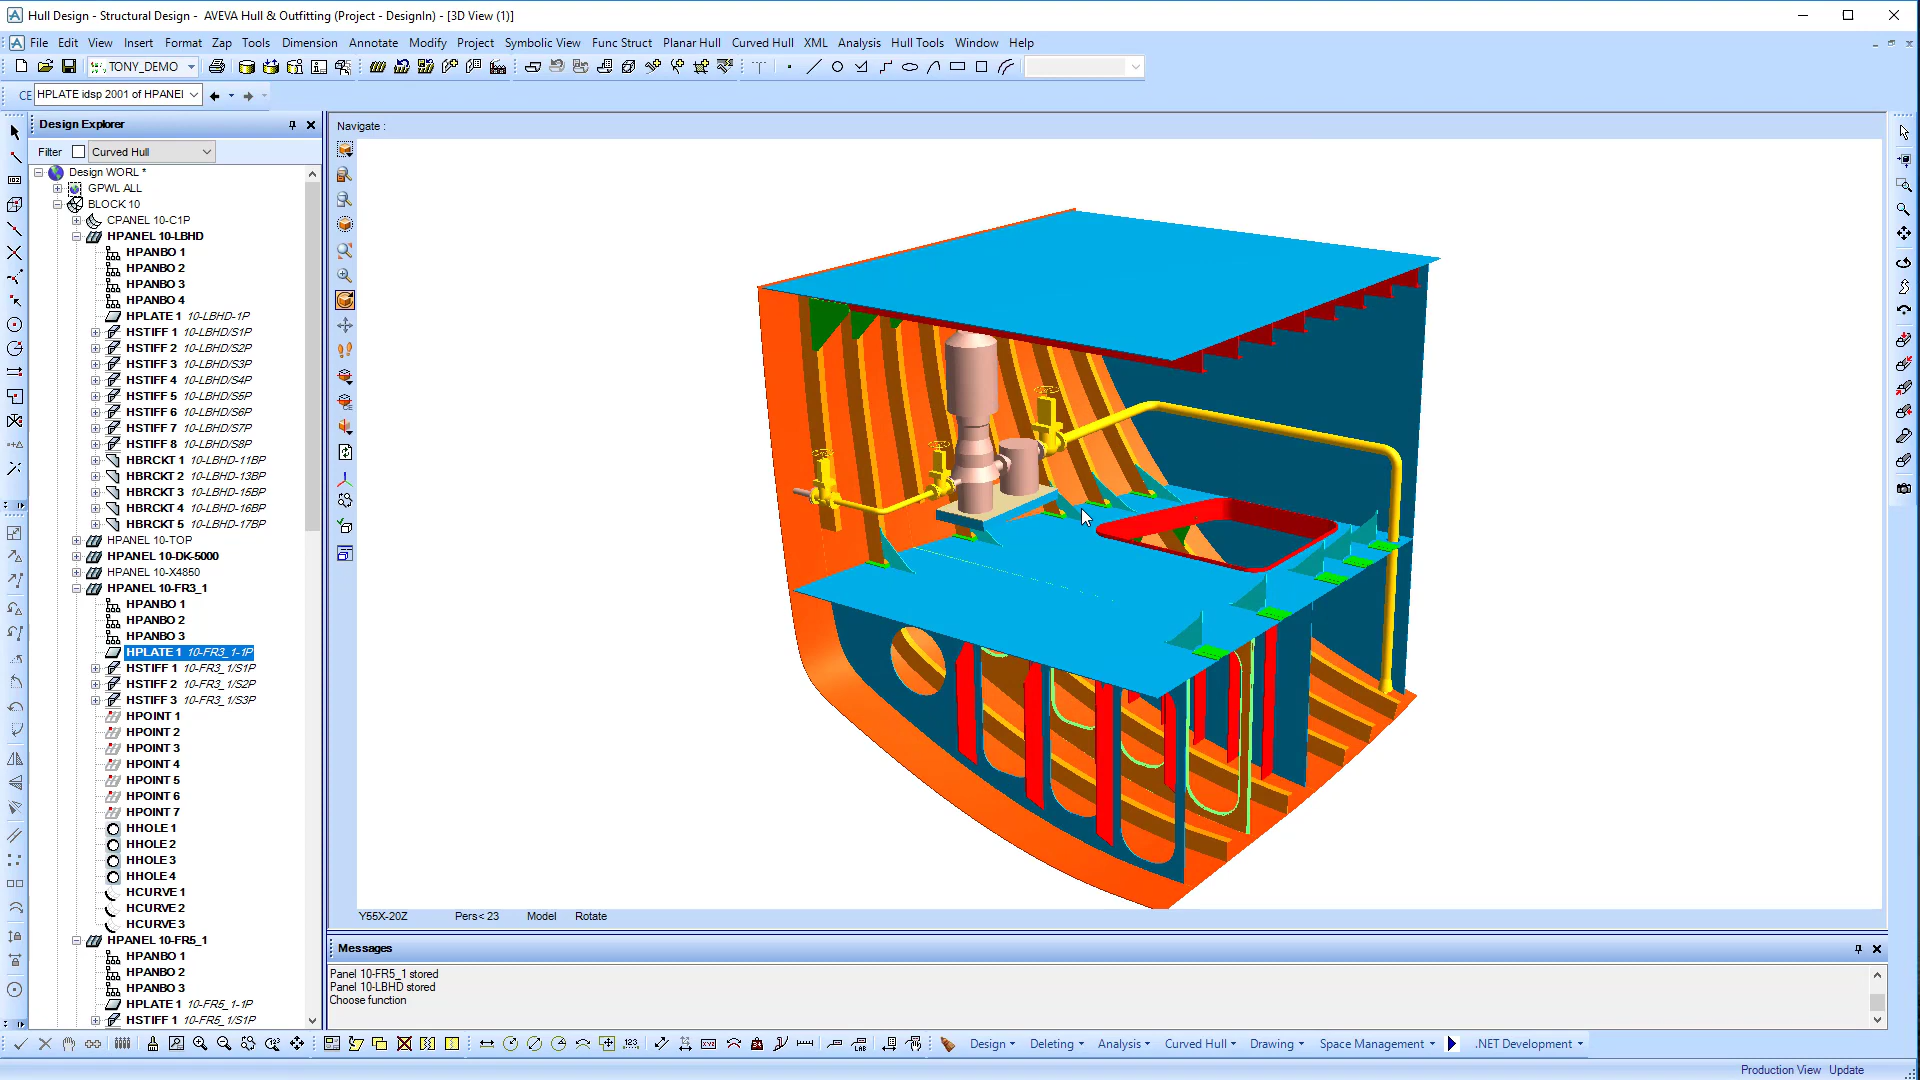 Hull Design - Structural Design - AVEVA Hull & Outfitting (Project - DesignIn) - [3D View (1)]
File Edit View Insert Format Zap Tools Dimension Annotate Modify Project Symbolic View Func Struct Planar Hull Curved Hull XML Analysis Hull Tools Window Help
TONY_DEMO
CE HPLATE idsp 2001 of HPANEI
Design Explorer
Navigate :
Filter Curved Hull
Design WORL *
GPWL ALL
BLOCK 10
CPANEL 10-C1P
HPANEL 10-LBHD
HPANBO 1
HPANBO 2
HPANBO 3
HPANBO 4
HPLATE 1 10-LBHD-1P
HSTIFF 1 10-LBHD/S1P
HSTIFF 2 10-LBHD/S2P
HSTIFF 3 10-LBHD/S3P
HSTIFF 4 10-LBHD/S4P
HSTIFF 5 10-LBHD/S5P
HSTIFF 6 10-LBHD/S6P
HSTIFF 7 10-LBHD/S7P
HSTIFF 8 10-LBHD/S8P
HBRCKT 1 10-LBHD-11BP
HBRCKT 2 10-LBHD-13BP
HBRCKT 3 10-LBHD-15BP
HBRCKT 4 10-LBHD-16BP
HBRCKT 5 10-LBHD-17BP
HPANEL 10-TOP
HPANEL 10-DK-5000
HPANEL 10-X4850
HPANEL 10-FR3_1
HPANBO 1
HPANBO 2
HPANBO 3
HPLATE 1 10-FR3_1-1P
HSTIFF 1 10-FR3_1/S1P
HSTIFF 2 10-FR3_1/S2P
HSTIFF 3 10-FR3_1/S3P
HPOINT 1
HPOINT 2
HPOINT 3
HPOINT 4
HPOINT 5
HPOINT 6
HPOINT 7
HHOLE 1
HHOLE 2
HHOLE 3
HHOLE 4
HCURVE 1
HCURVE 2
HCURVE 3
HPANEL 10-FR5_1
HPANBO 1
HPANBO 2
HPANBO 3
HPLATE 1 10-FR5_1-1P
HSTIFF 1 10-FR5_1/S1P
Y55X-20Z Pers< 23 Model Rotate
Messages
Panel 10-FR5_1 stored
Panel 10-LBHD stored
Choose function
Design Deleting Analysis Curved Hull Drawing Space Management .NET Development
Production View Update